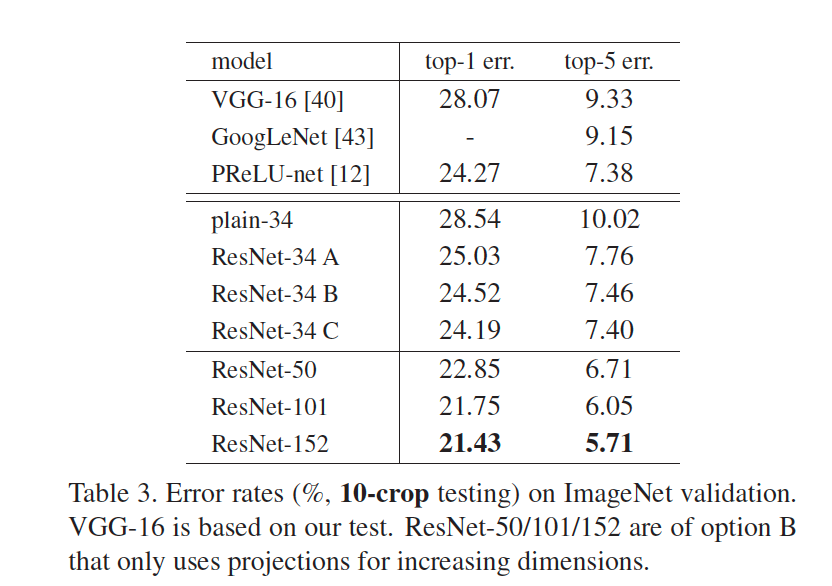 model top-1 err. top-5 err.
VGG-16 [40] 28.07 9.33
GoogLeNet [43] - 9.15
PReLU-net [12] 24.27 7.38
plain-34 28.54 10.02
ResNet-34 A 25.03 7.76
ResNet-34 B 24.52 7.46
ResNet-34 C 24.19 7.40
ResNet-50 22.85 6.71
ResNet-101 21.75 6.05
ResNet-152 21.43 5.71
Table 3. Error rates (%, 10-crop testing) on ImageNet validation.
VGG-16 is based on our test. ResNet-50/101/152 are of option B
that only uses projections for increasing dimensions.